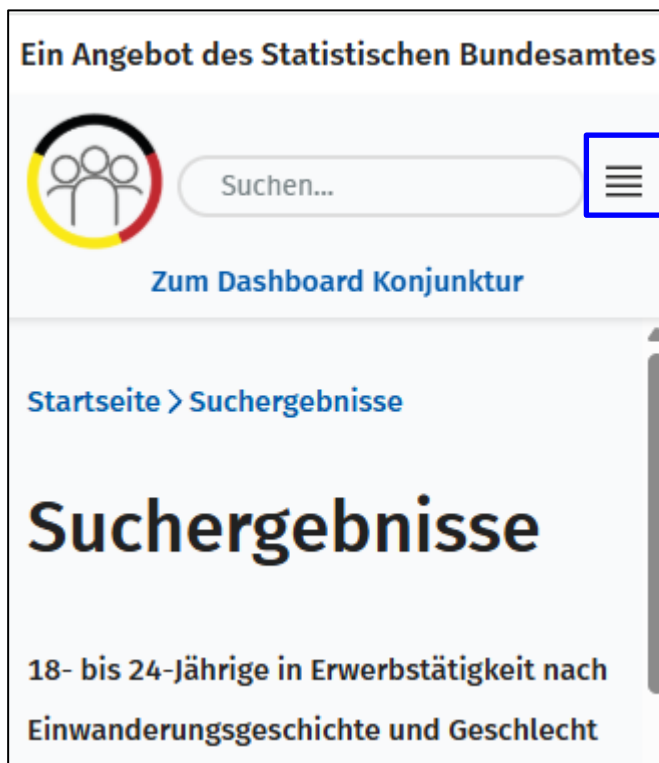 Ein Angebot des Statistischen Bundesamtes
Suchen...
Zum Dashboard Konjunktur
Startseite > Suchergebnisse
Suchergebnisse
18- bis 24-Jährige in Erwerbstätigkeit nach
Einwanderungsgeschichte und Geschlecht